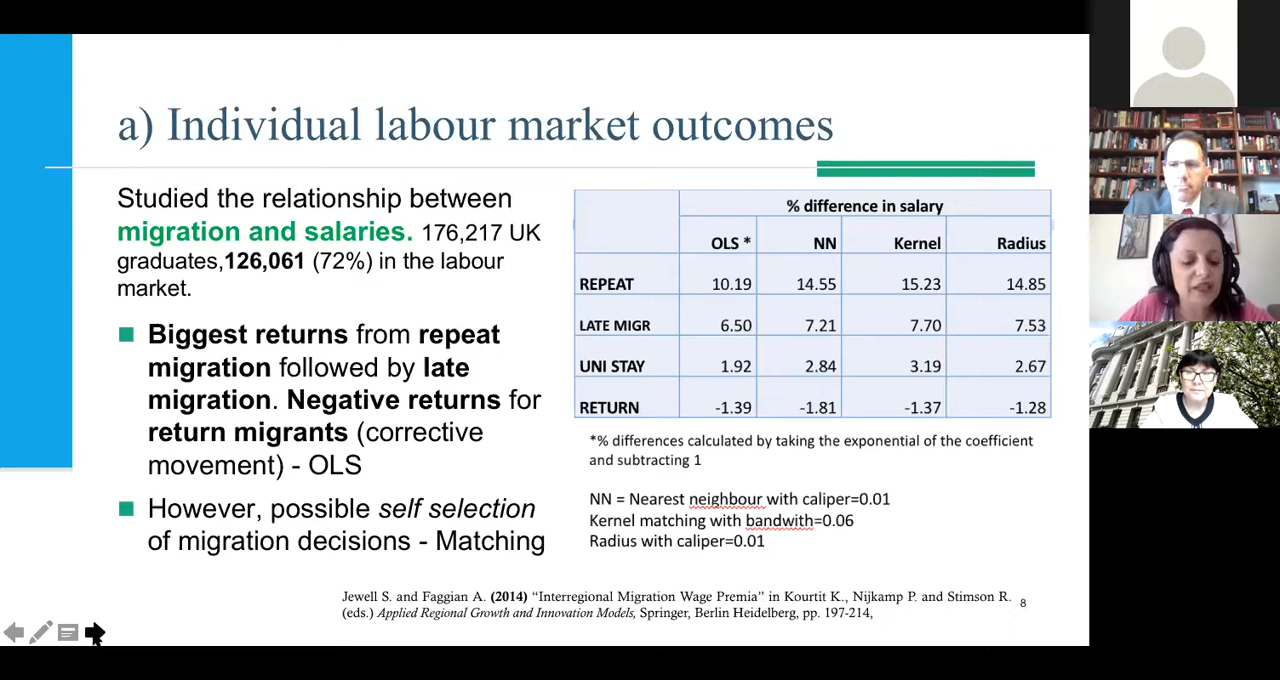 a) Individual labour market outcomes
Studied the relationship between
migration and salaries. 176,217 UK
graduates,126,061 (72%) in the labour
market.
Biggest returns from repeat
migration followed by late
migration. Negative returns for
return migrants (corrective
movement) - OLS
However, possible self selection
of migration decisions - Matching
% difference in salary
OLS * NN Kernel Radius
REPEAT 10.19 14.55 15.23 14.85
LATE MIGR 6.50 7.21 7.70 7.53
UNI STAY 1.92 2.84 3.19 2.67
RETURN -1.39 -1.81 -1.37 -1.28
*% differences calculated by taking the exponential of the coefficient
and subtracting 1
NN = Nearest neighbour with caliper=0.01
Kernel matching with bandwith=0.06
Radius with caliper=0.01
Jewell S. and Faggian A. (2014) “Interregional Migration Wage Premia” in Kourtit K., Nijkamp P. and Stimson R.
(eds.) Applied Regional Growth and Innovation Models, Springer, Berlin Heidelberg, pp. 197-214,
8